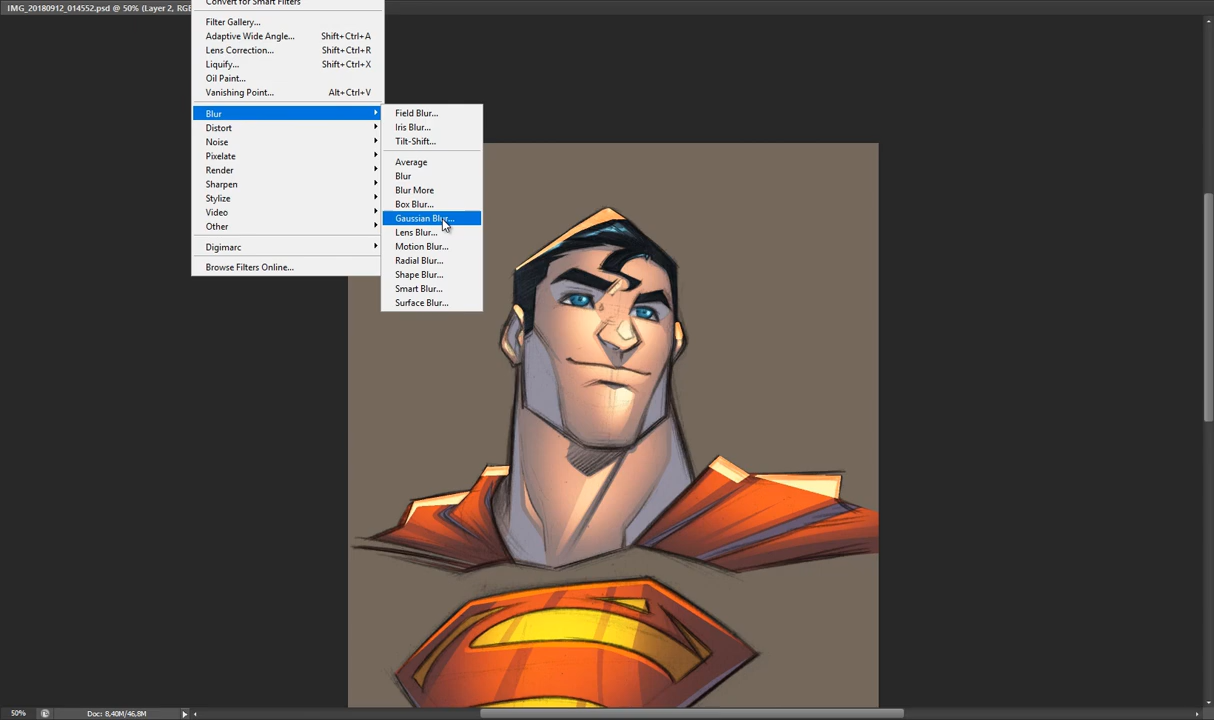 IMG_20180912_014552.psd @ 50% (Layer 2, RGB
Convert for Smart Filters
Filter Gallery...
Adaptive Wide Angle... Shift+Ctrl+A
Lens Correction... Shift+Ctrl+R
Liquify... Shift+Ctrl+X
Oil Paint...
Vanishing Point... Alt+Ctrl+V
Blur
Distort
Noise
Pixelate
Render
Sharpen
Stylize
Video
Other
Digimarc
Browse Filters Online...
Field Blur...
Iris Blur...
Tilt-Shift...
Average
Blur
Blur More
Box Blur...
Gaussian Blur...
Lens Blur...
Motion Blur...
Radial Blur...
Shape Blur...
Smart Blur...
Surface Blur...
50% Doc: 8,40M/46,8M